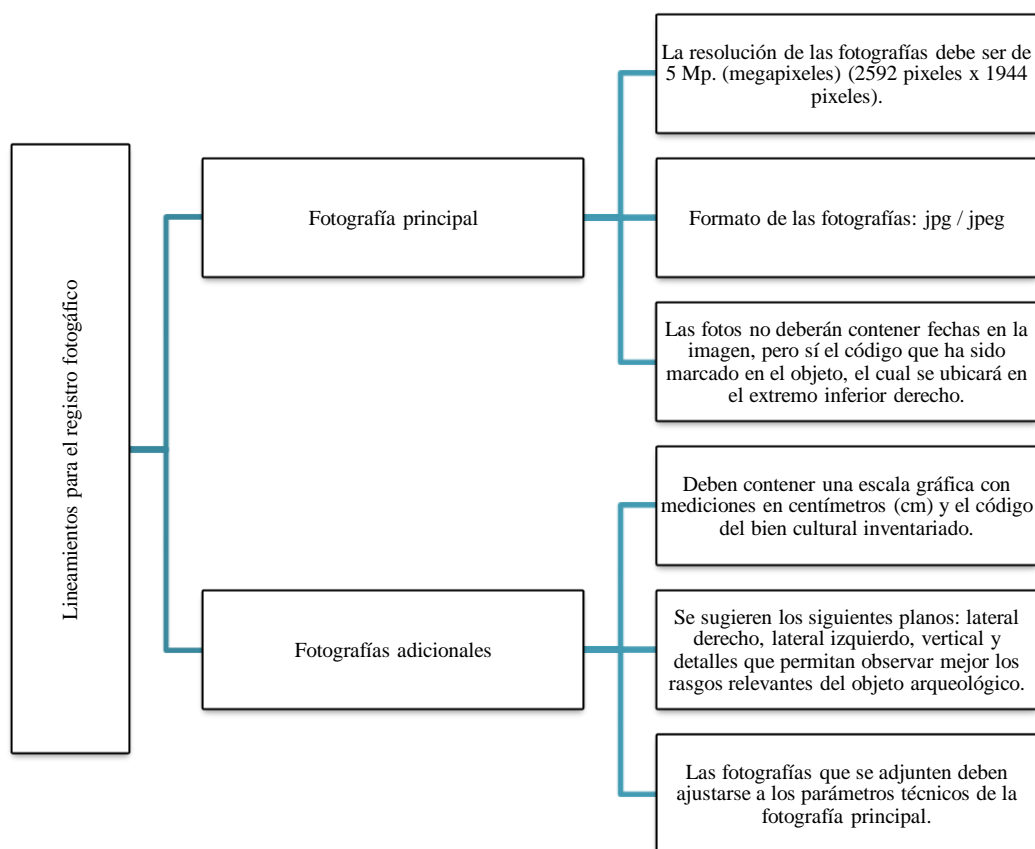 Lineamientos para el registro fotogáfico
Fotografía principal
La resolución de las fotografías debe ser de
5 Mp. (megapixeles) (2592 pixeles x 1944
pixeles).
Formato de las fotografías: jpg / jpeg
Las fotos no deberán contener fechas en la
imagen, pero sí el código que ha sido
marcado en el objeto, el cual se ubicará en
el extremo inferior derecho.
Fotografías adicionales
Deben contener una escala gráfica con
mediciones en centímetros (cm) y el código
del bien cultural inventariado.
Se sugieren los siguientes planos: lateral
derecho, lateral izquierdo, vertical y
detalles que permitan observar mejor los
rasgos relevantes del objeto arqueológico.
Las fotografías que se adjunten deben
ajustarse a los parámetros técnicos de la
fotografía principal.